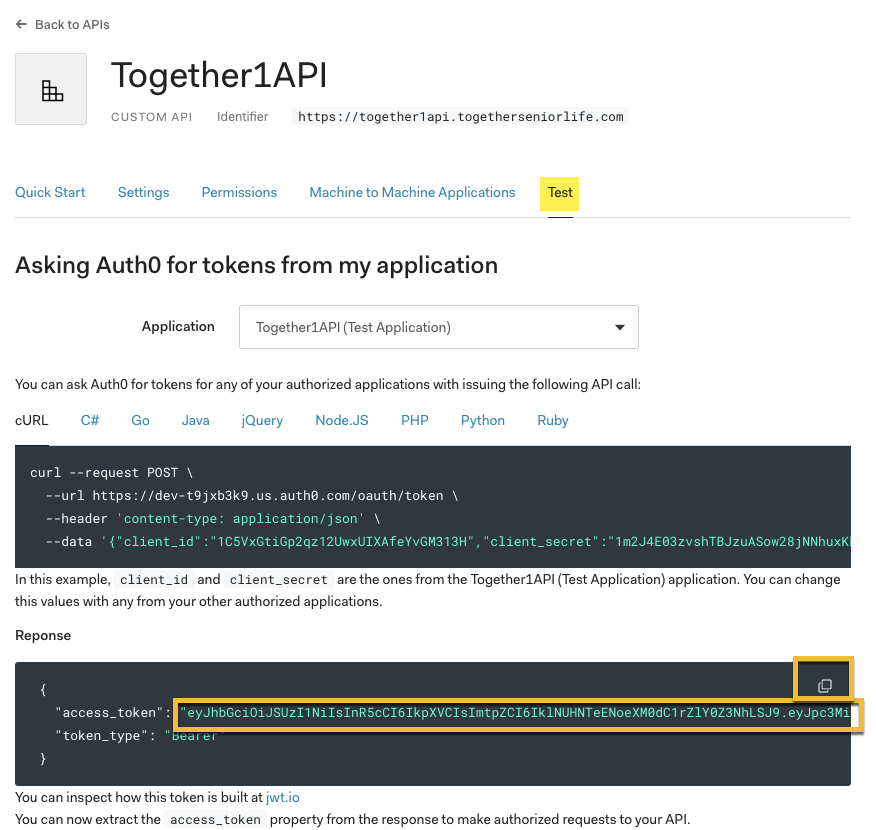 Back to APIs
Together1API
CUSTOM API Identifier https://together1api.togetherseniorlife.com
Quick Start Settings Permissions Machine to Machine Applications Test
Asking Auth0 for tokens from my application
Application Together1API (Test Application)
You can ask Auth0 for tokens for any of your authorized applications with issuing the following API call:
cURL C# Go Java jQuery Node.JS PHP Python Ruby
curl --request POST \
--url https://dev-t9jxb3k9.us.auth0.com/oauth/token \
--header 'content-type: application/json' \
--data '{"client_id":"1C5VxGtiGp2qz12UwxUIXAfeYvGM313H","client_secret":"1m2J4E03zvshTBJzuASow28jNNhuxK
In this example, client_id and client_secret are the ones from the Together1API (Test Application) application. You can change
this values with any from your other authorized applications.
Reponse
{
"access_token": "eyJhbGciOiJSUzI1NiIsInR5cCI6IkpXVCIsImtpZCI6IklNUHNTeENoeXM0dC1rZlY0Z3NhLSJ9.eyJpc3Mi
"token_type": "Bearer"
}
You can inspect how this token is built at jwt.io
You can now extract the access_token property from the response to make authorized requests to your API.